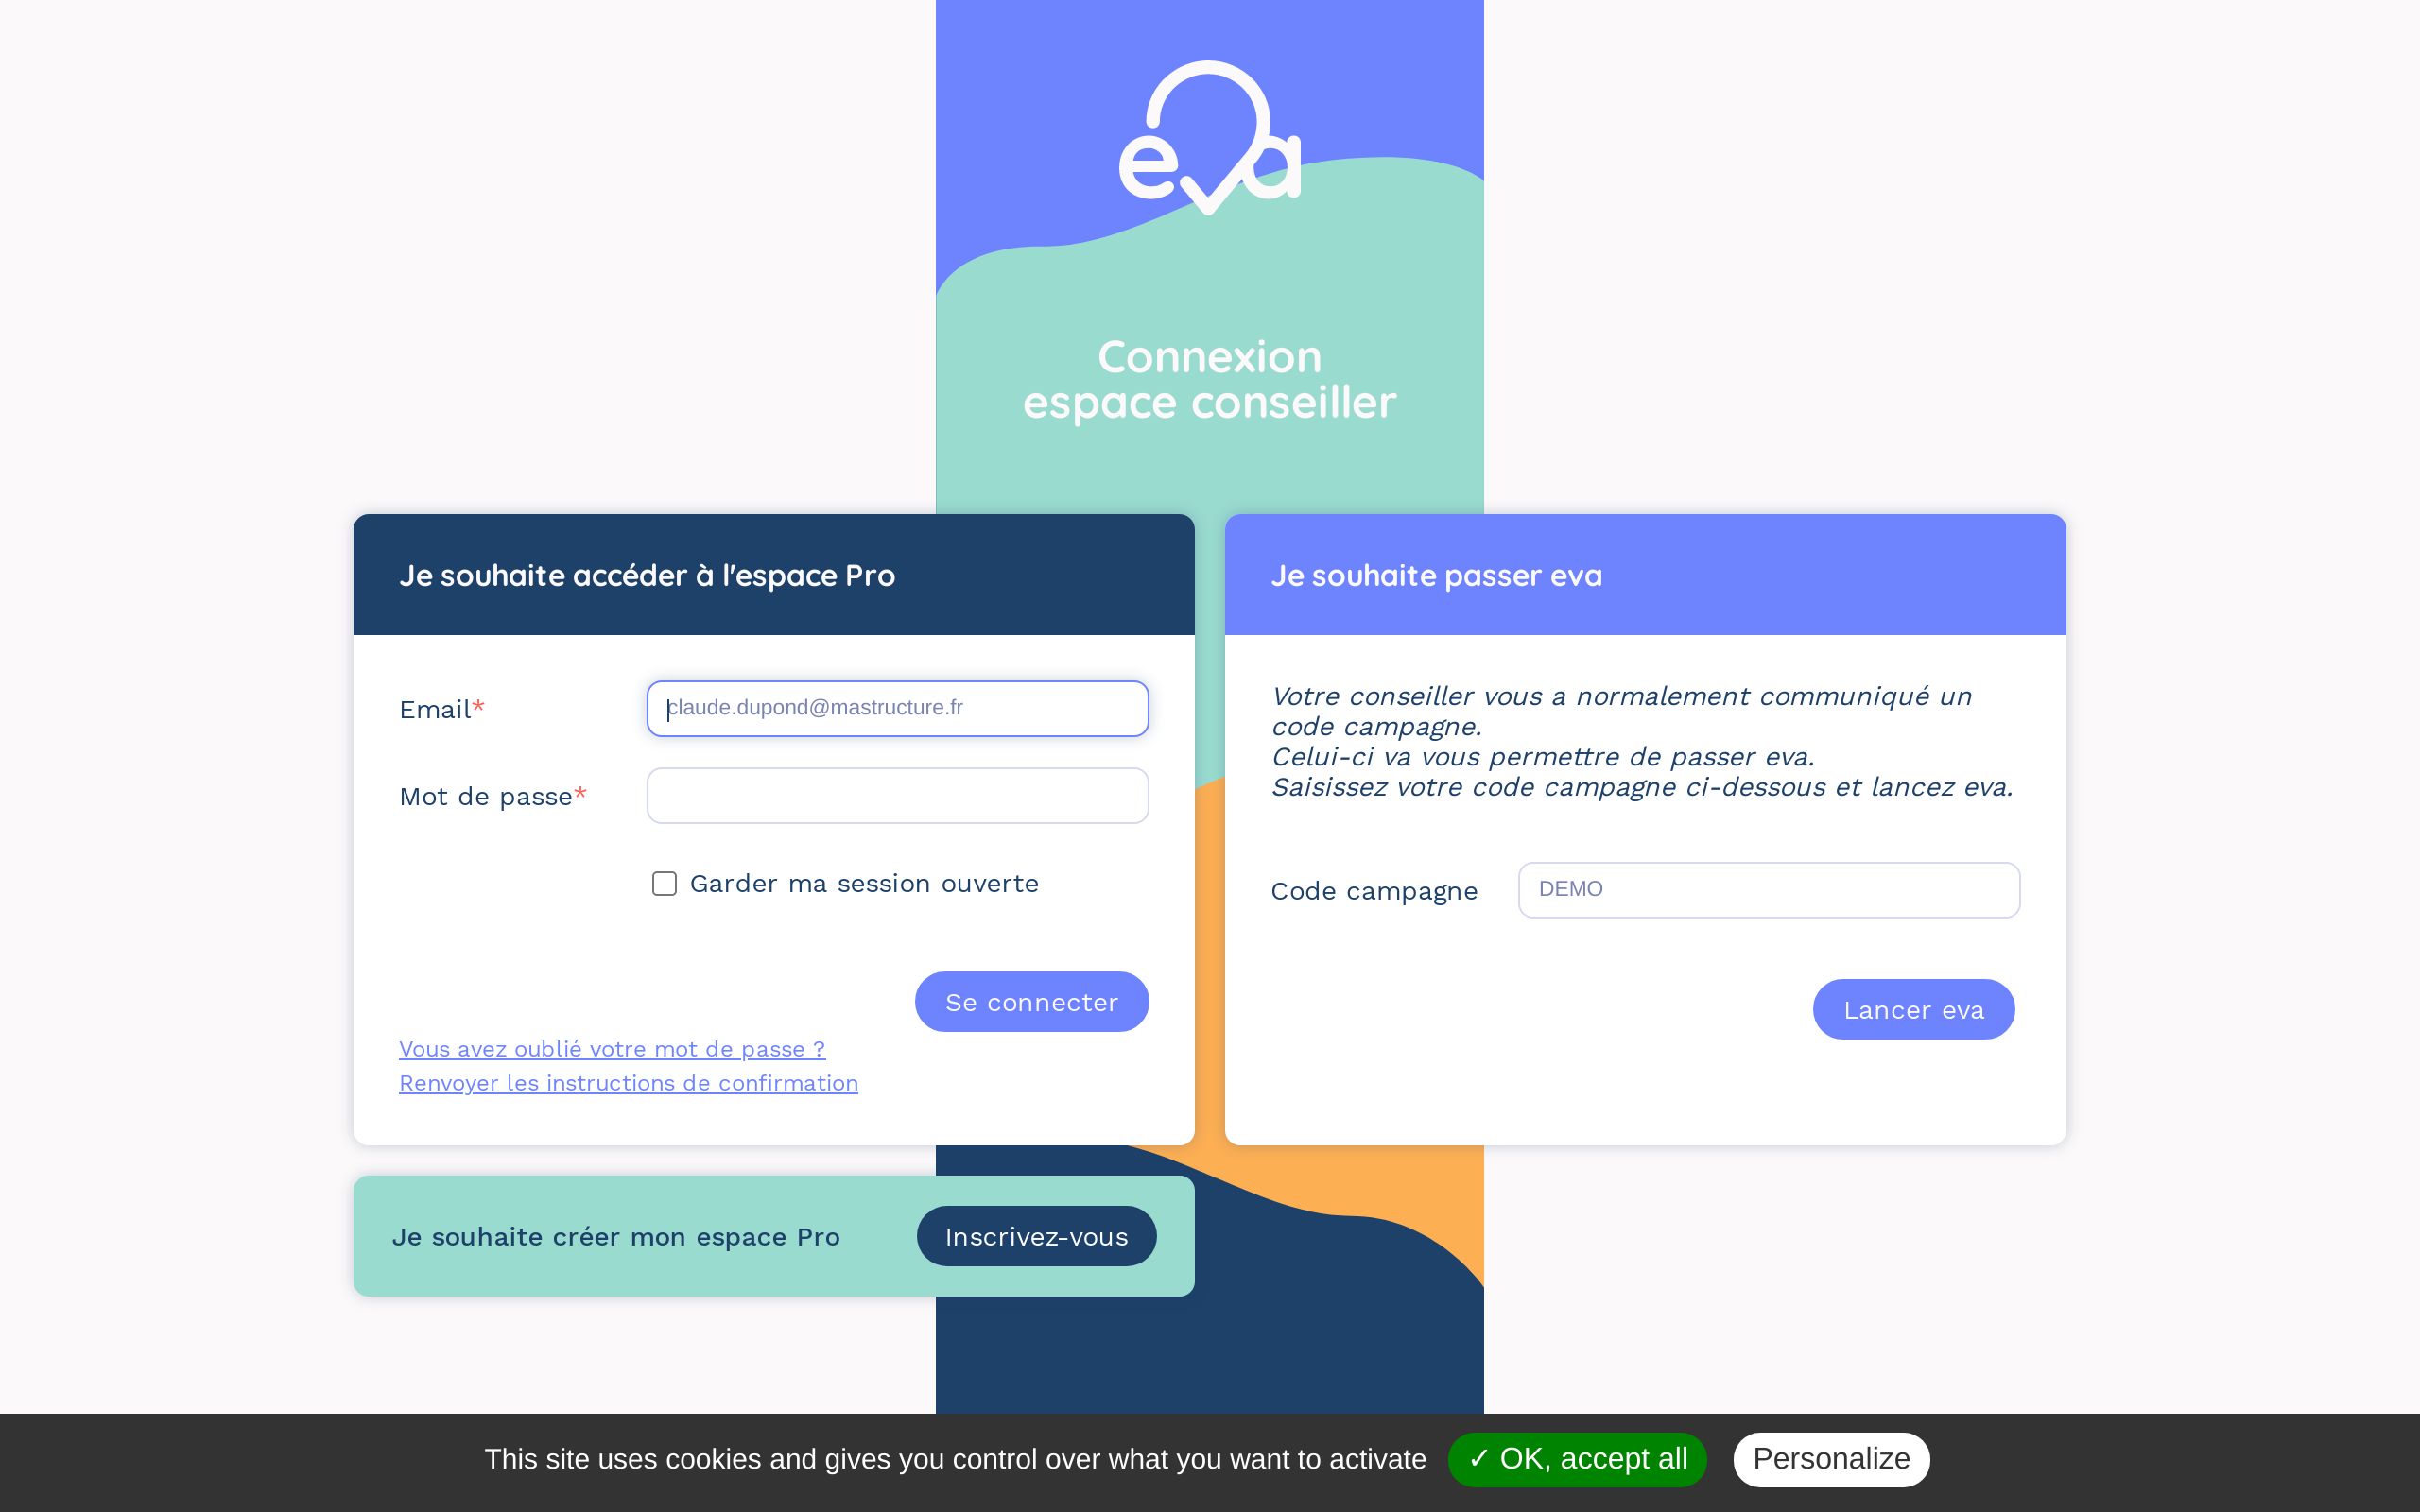 eva
Connexion
espace conseiller
Je souhaite accéder à l'espace Pro
Email*
claude.dupond@mastructure.fr
Mot de passe*
Garder ma session ouverte
Se connecter
Vous avez oublié votre mot de passe ?
Renvoyer les instructions de confirmation
Je souhaite passer eva
Votre conseiller vous a normalement communiqué un
code campagne.
Celui-ci va vous permettre de passer eva.
Saisissez votre code campagne ci-dessous et lancez eva.
Code campagne
DEMO
Lancer eva
Je souhaite créer mon espace Pro
Inscrivez-vous
This site uses cookies and gives you control over what you want to activate
✓ OK, accept all
Personalize